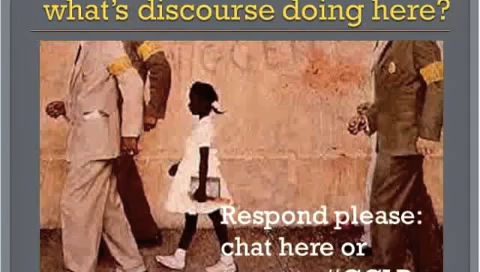 what's discourse doing here?
Respond please:
chat here or